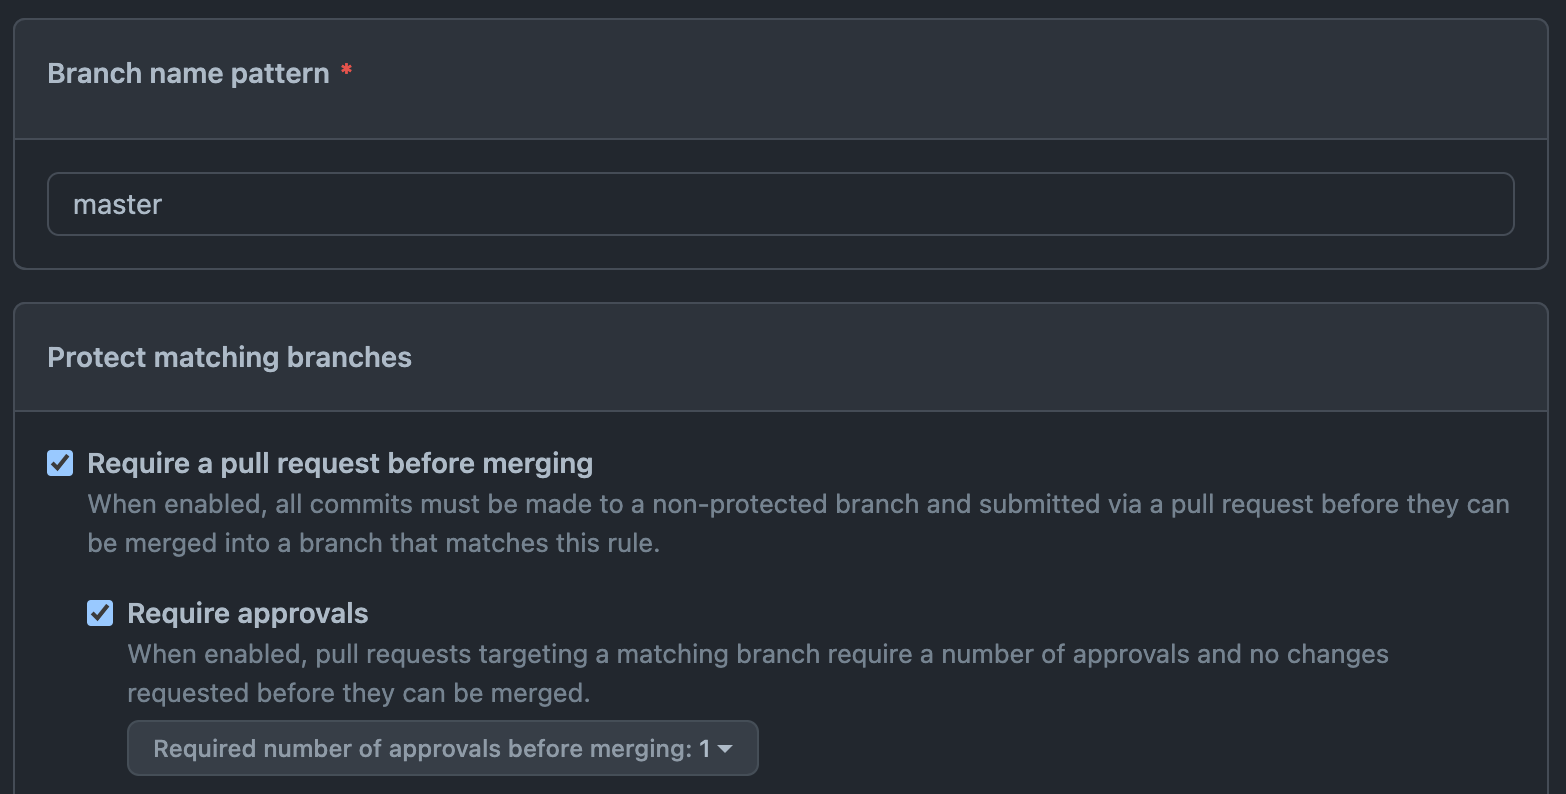 Branch name pattern *
master
Protect matching branches
Require a pull request before merging
When enabled, all commits must be made to a non-protected branch and submitted via a pull request before they can
be merged into a branch that matches this rule.
Require approvals
When enabled, pull requests targeting a matching branch require a number of approvals and no changes
requested before they can be merged.
Required number of approvals before merging: 1